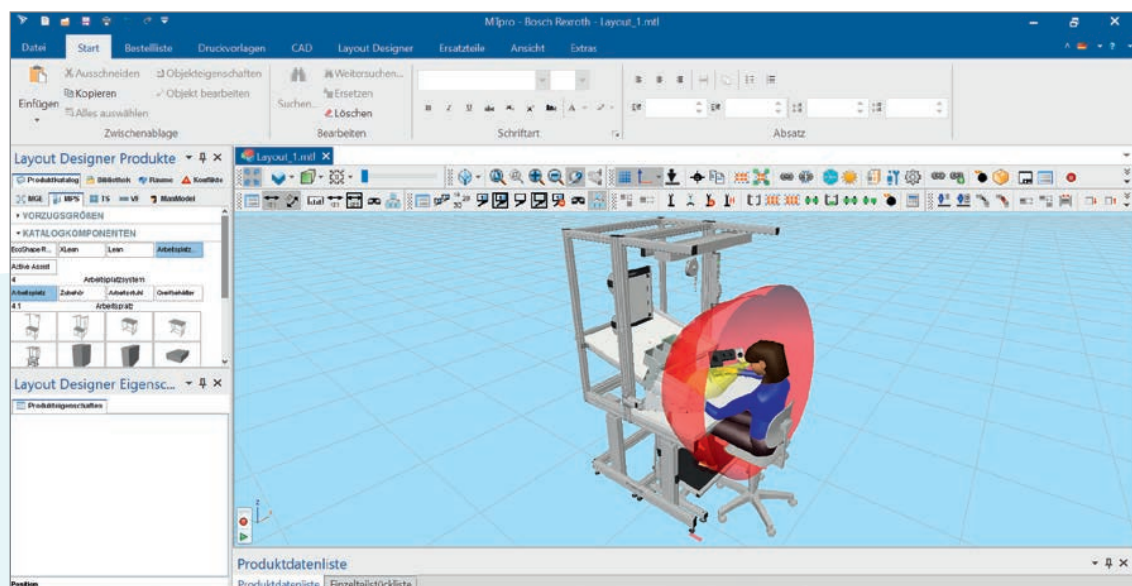 MTpro - Bosch Rexroth - Layout_1.mtl
Datei Start Bestellliste Druckvorlagen CAD Layout Designer Ersatzteile Ansicht Extras
Einfügen
Ausschneiden
Kopieren
Alles auswählen
Objekteigenschaften
Objekt bearbeiten
Zwischenablage
Suchen...
Weitersuchen...
Ersetzen
Löschen
Bearbeiten
Schriftart
Absatz
Layout Designer Produkte
Produktkatalog Bibliothek Räume Konflikte
MGE MPS TS VF ManModel
VORZUGSGRÖßEN
KATALOGKOMPONENTEN
EcoShape-R... XLean Lean Arbeitsplatz...
Active Assist
4 Arbeitsplatzsystem
Arbeitsplatz Zubehör Arbeitsstuhl Greifbehälter
4.1 Arbeitsplatz
Layout Designer Eigensc...
Produkteigenschaften
Position
Layout_1.mtl
Produktdatenliste
Produktdatenliste Einzelteilstückliste